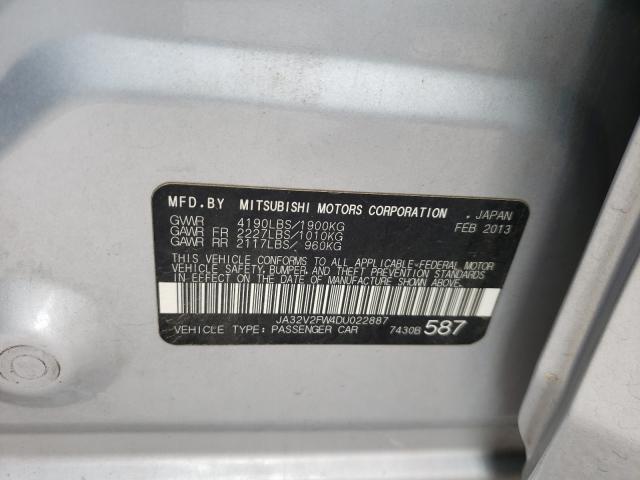 MFD.BY MITSUBISHI MOTORS CORPORATION , JAPAN
GVWR 4190LBS/1900KG FEB 2013
GAWR FR 2227LBS/1010KG
GAWR RR 2117LBS/ 960KG
THIS VEHICLE CONFORMS TO ALL APPLICABLE-FEDERAL MOTOR
VEHICLE SAFETY, BUMPER, AND THEFT PREVENTION STANDARDS
IN EFFECT ON THE DATE OF MANUFACTURE SHOWN ABOVE.
JA32V2FW4DU022887
VEHICLE TYPE: PASSENGER CAR 7430B 587